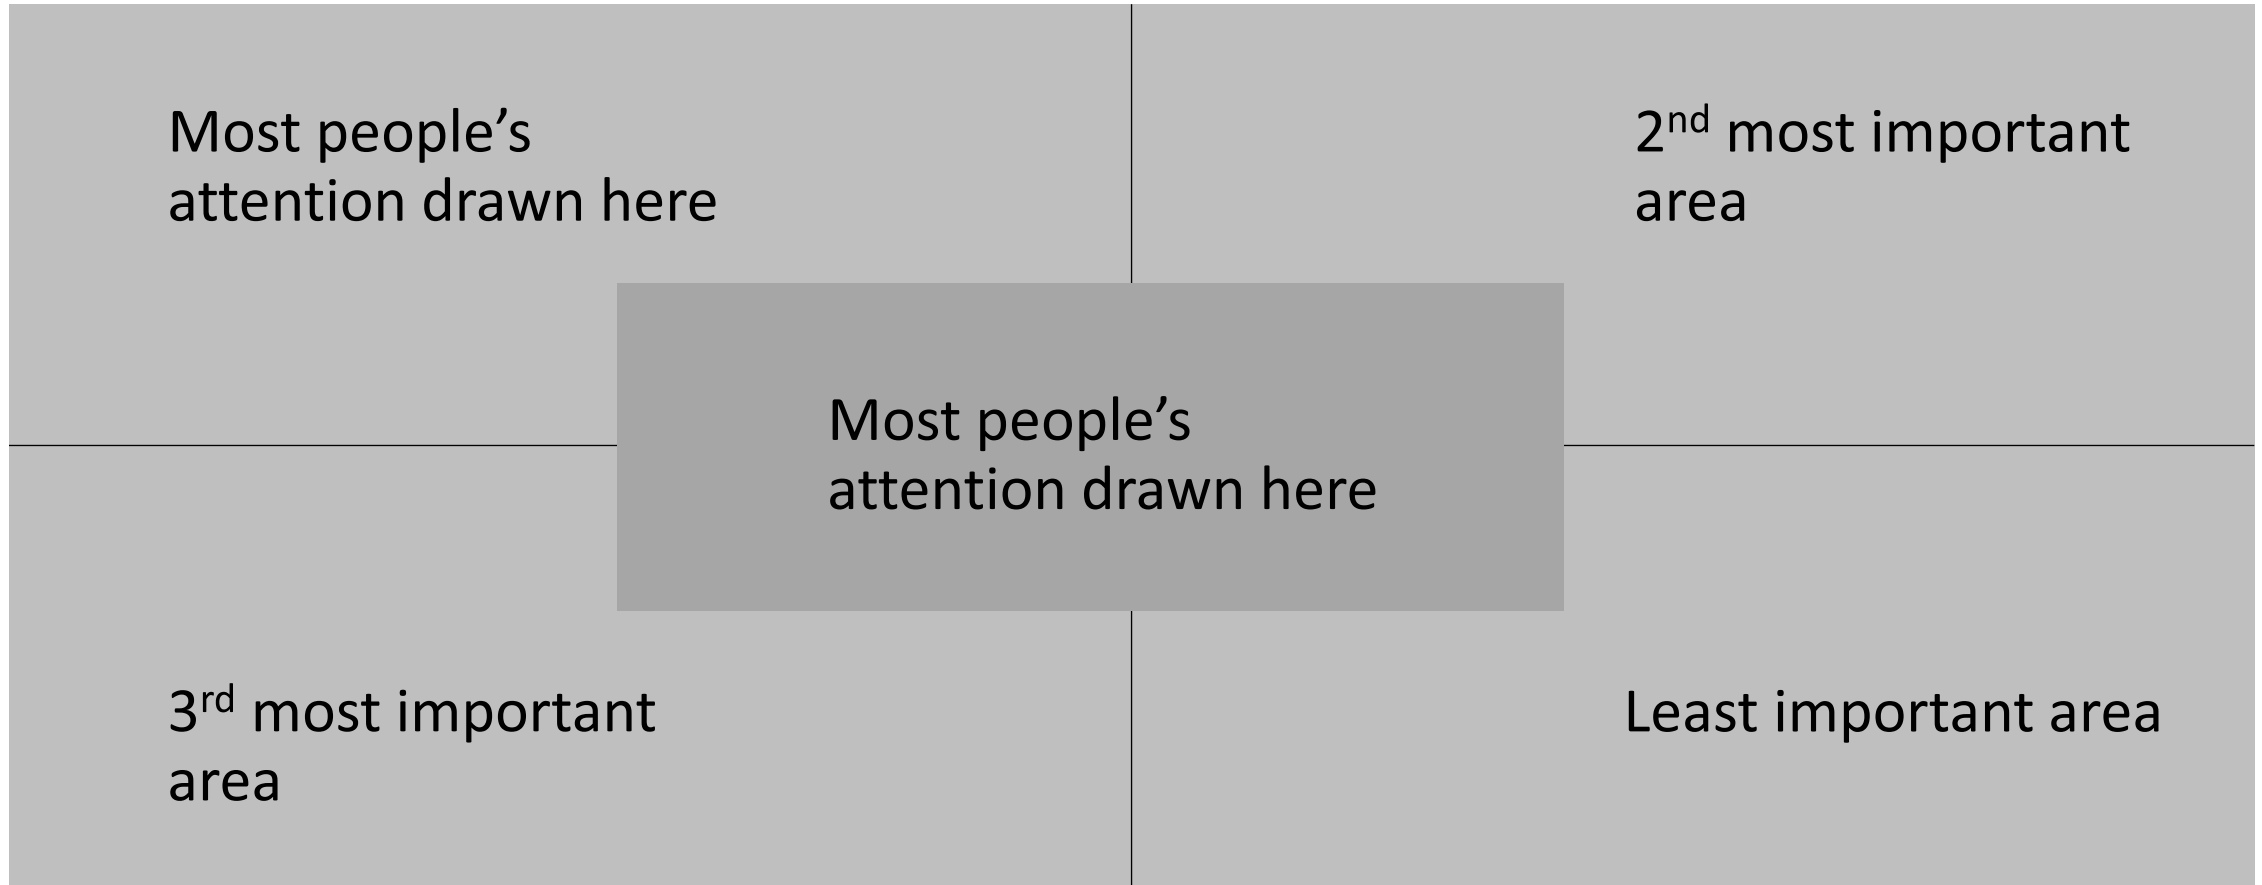 Most people’s
attention drawn here
2nd most important
area
Most people’s
attention drawn here
3rd most important
area
Least important area